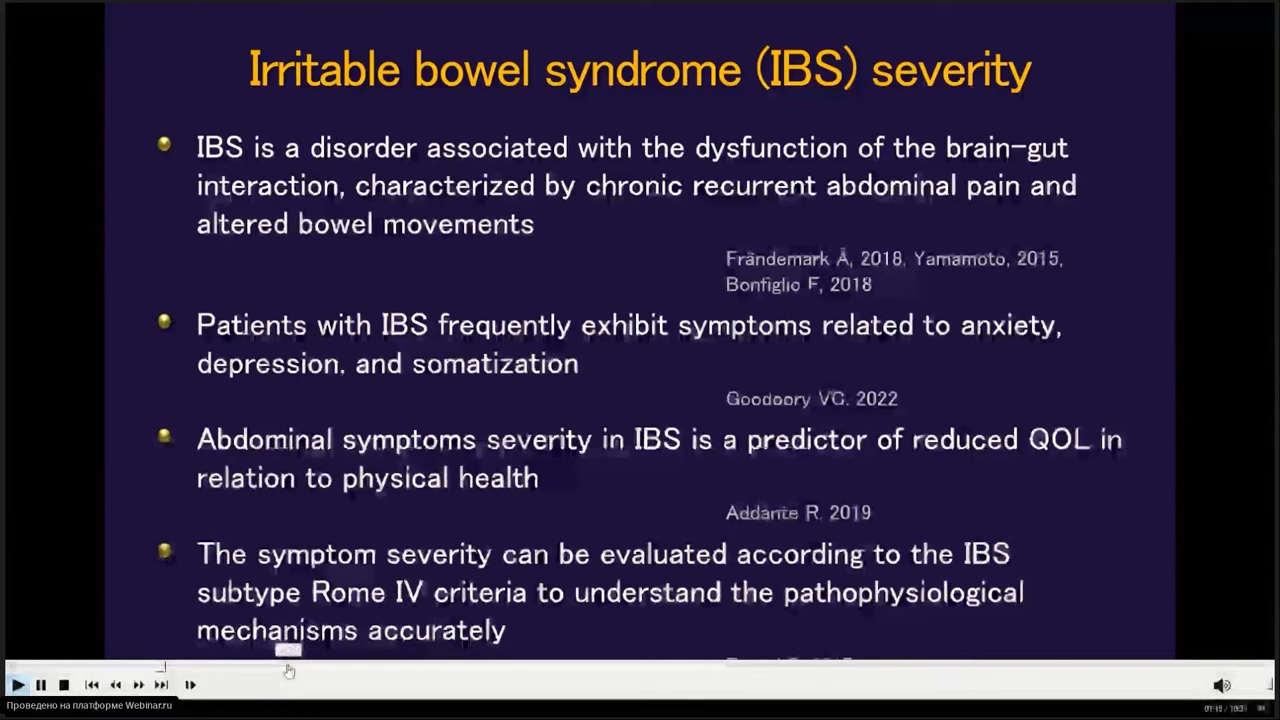 Irritable bowel syndrome (IBS) severity
IBS is a disorder associated with the dysfunction of the brain-gut
interaction, characterized by chronic recurrent abdominal pain and
altered bowel movements
Frändemark Å, 2018, Yamamoto, 2015,
Bonfiglio F, 2018
Patients with IBS frequently exhibit symptoms related to anxiety,
depression, and somatization
Goodoory VC. 2022
Abdominal symptoms severity in IBS is a predictor of reduced QOL in
relation to physical health
Addante R. 2019
The symptom severity can be evaluated according to the IBS
subtype Rome IV criteria to understand the pathophysiological
mechanisms accurately
Проведено на платформе Webinar.ru